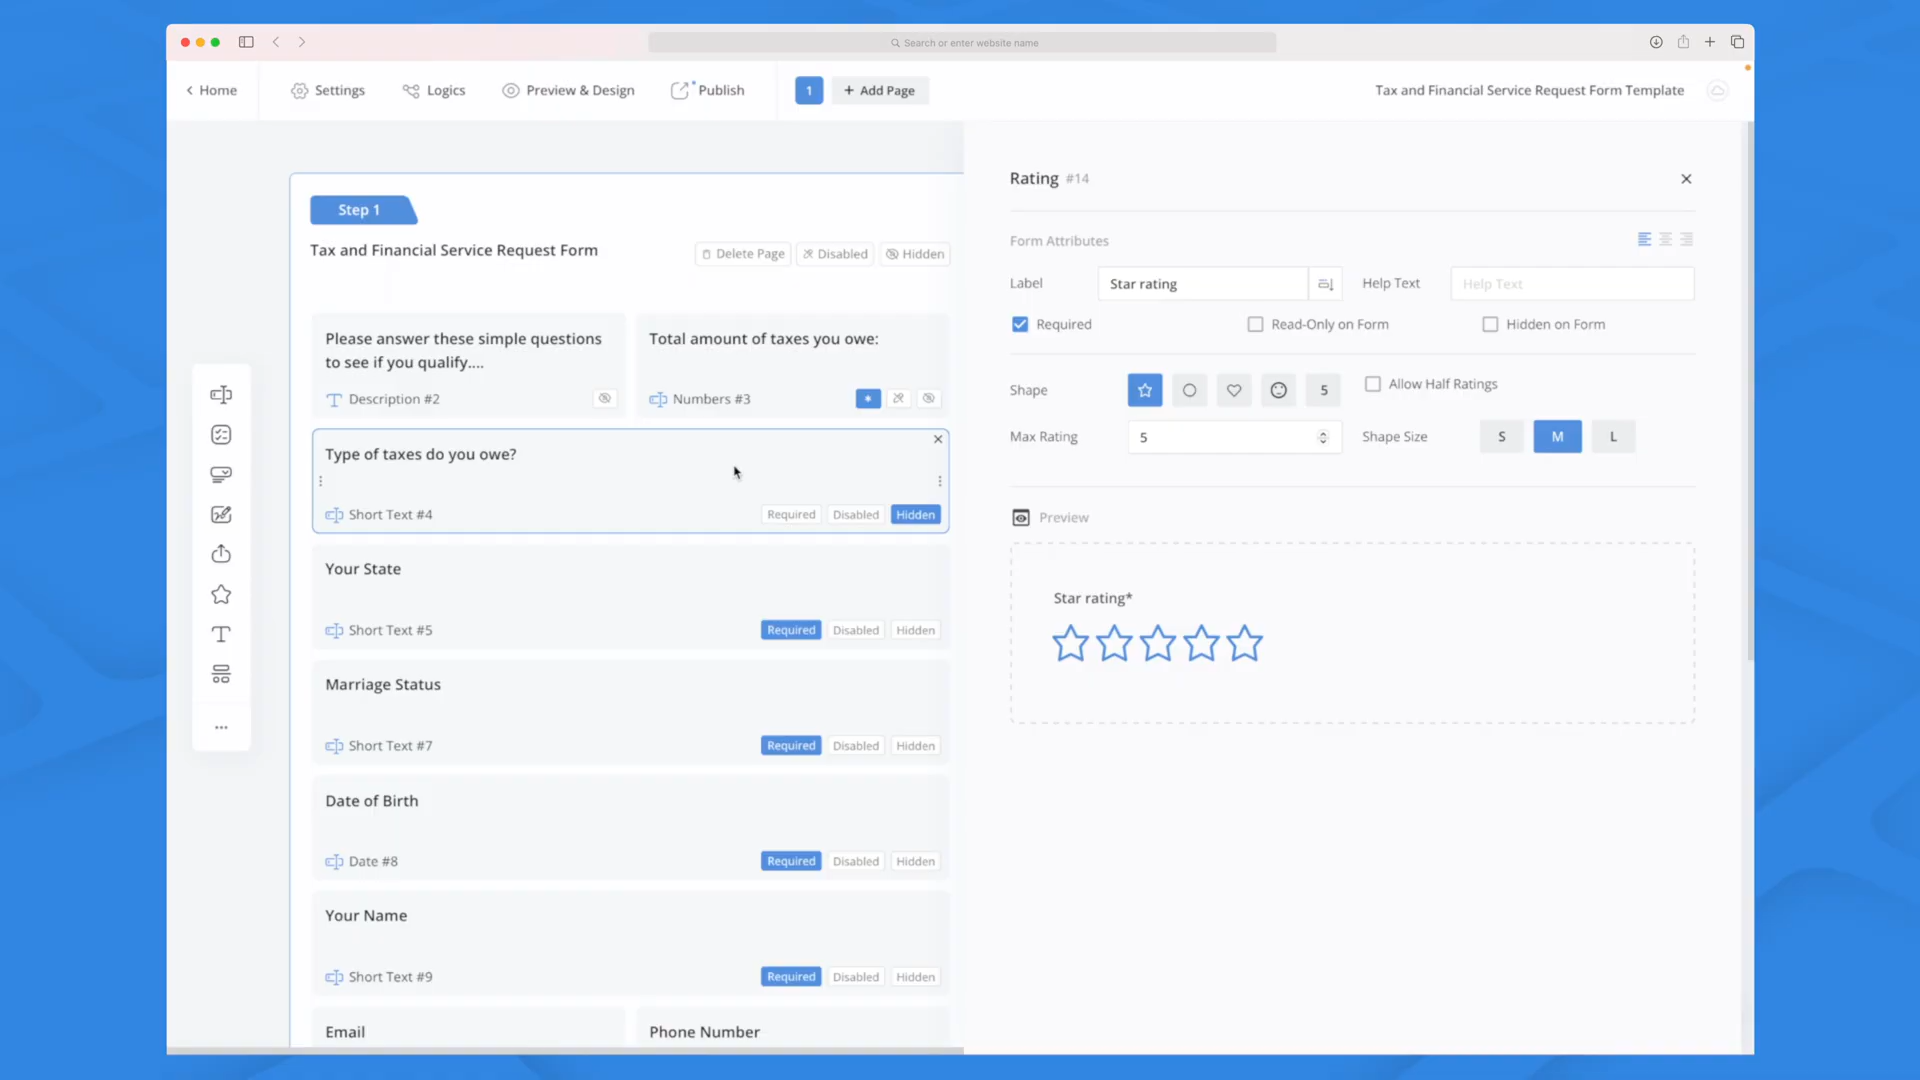 Search or enter website name
Home
Settings
Logics
Preview & Design
Publish
1
+ Add Page
Tax and Financial Service Request Form Template
Step 1
Tax and Financial Service Request Form
Delete Page
Disabled
Hidden
Please answer these simple questions
to see if you qualify....
Description #2
Total amount of taxes you owe:
Numbers #3
Type of taxes do you owe?
Short Text #4
Required
Disabled
Hidden
Your State
Short Text #5
Required
Disabled
Hidden
Marriage Status
Short Text #7
Required
Disabled
Hidden
Date of Birth
Date #8
Required
Disabled
Hidden
Your Name
Short Text #9
Required
Disabled
Hidden
Email
Phone Number
Rating #14
Form Attributes
Label
Star rating
Help Text
Help Text
Required
Read-Only on Form
Hidden on Form
Shape
5
Allow Half Ratings
Max Rating
5
Shape Size
S
M
L
Preview
Star rating*